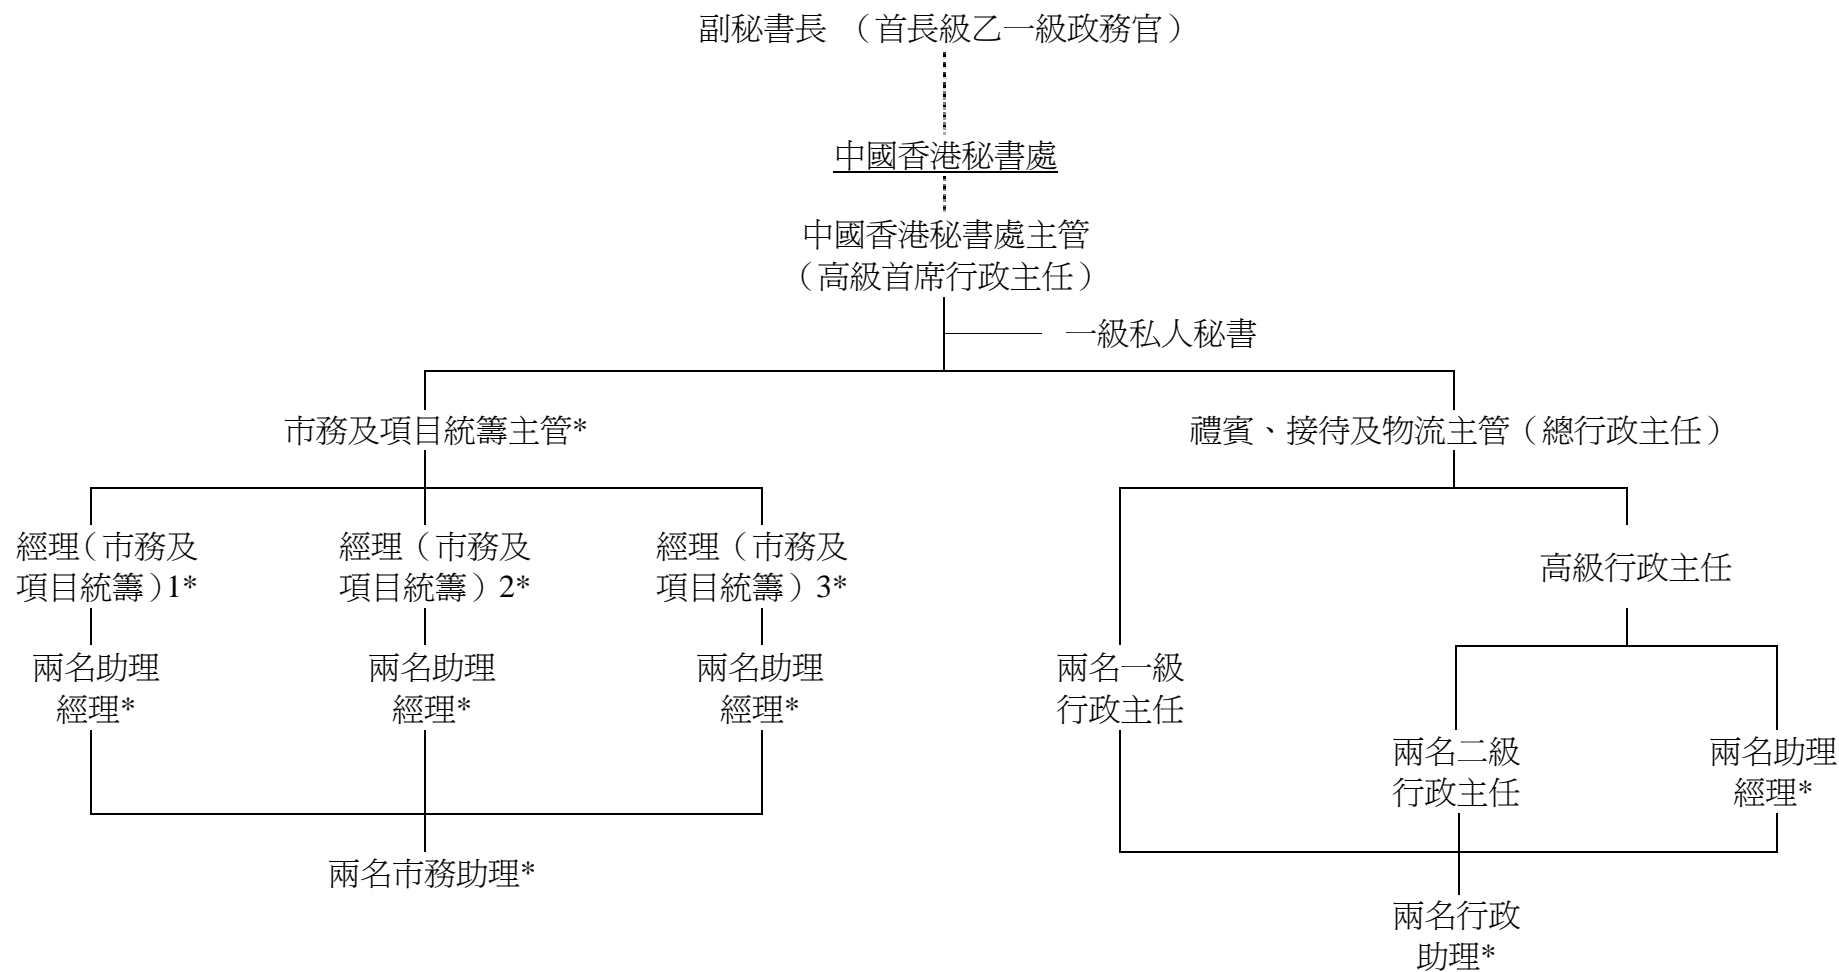 副秘書長 （首長級乙一級政務官）
中國香港秘書處
中國香港秘書處主管
（高級首席行政主任）
一級私人秘書
市務及項目統籌主管*
禮賓、接待及物流主管（總行政主任）
經理（市務及
項目統籌）1*
經理（市務及
項目統籌）2*
經理（市務及
項目統籌）3*
高級行政主任
兩名助理
經理*
兩名助理
經理*
兩名助理
經理*
兩名一級
行政主任
兩名二級
行政主任
兩名助理
經理*
兩名市務助理*
兩名行政
助理*